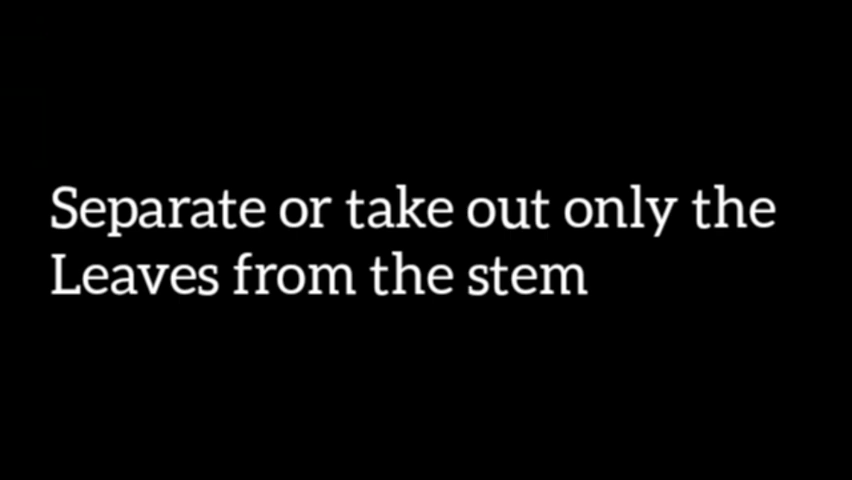 Separate or take out only the
Leaves from the stem